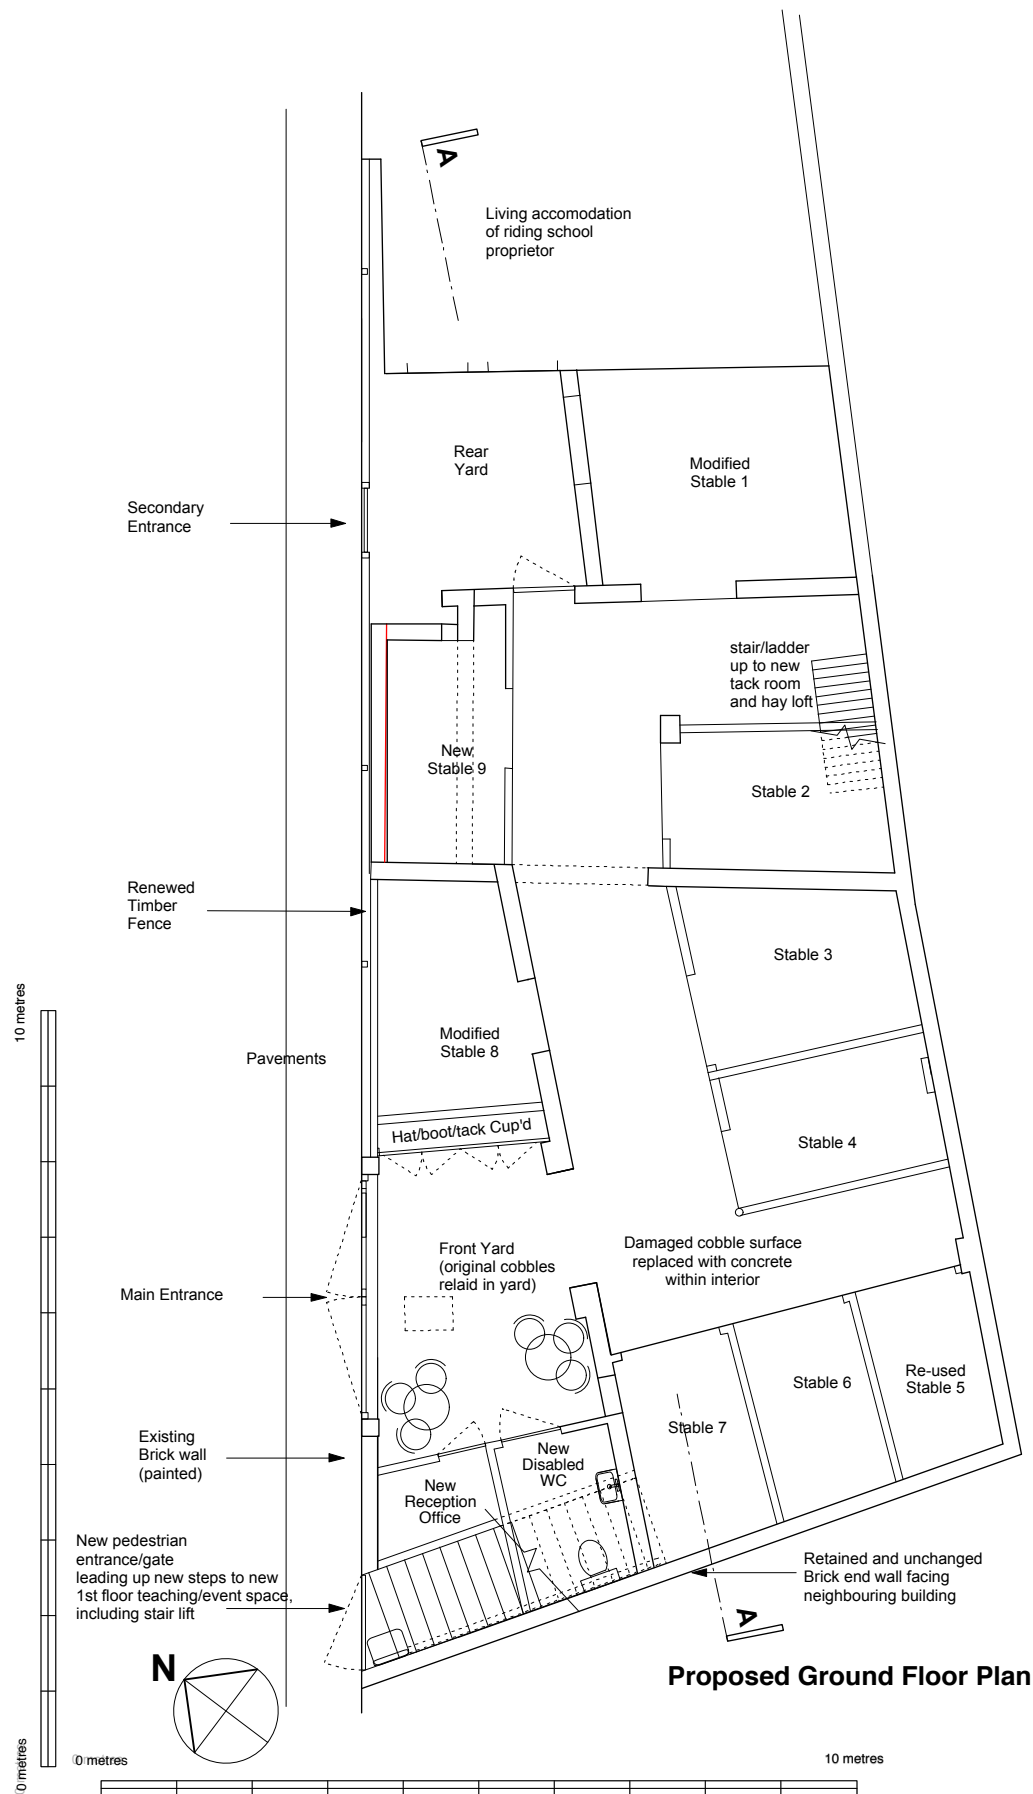 A
Living accomodation
of riding school
proprietor
Rear
Yard
Modified
Stable 1
Secondary
Entrance
stair/ladder
up to new
tack room
and hay loft
New
Stable 9
Stable 2
Renewed
Timber
Fence
Stable 3
10 metres
Modified
Stable 8
Pavements
Hat/boot/tack Cup'd
Stable 4
Front Yard
(original cobbles
relaid in yard)
Damaged cobble surface
replaced with concrete
within interior
Main Entrance
Re-used
Stable 5
Stable 6
Stable 7
Existing
Brick wall
(painted)
New
Disabled
WC
New
Reception
Office
New pedestrian
entrance/gate
leading up new steps to new
1st floor teaching/event space,
including stair lift
Retained and unchanged
Brick end wall facing
neighbouring building
A
N
Proposed Ground Floor Plan
0 metres
0 metres
10 metres